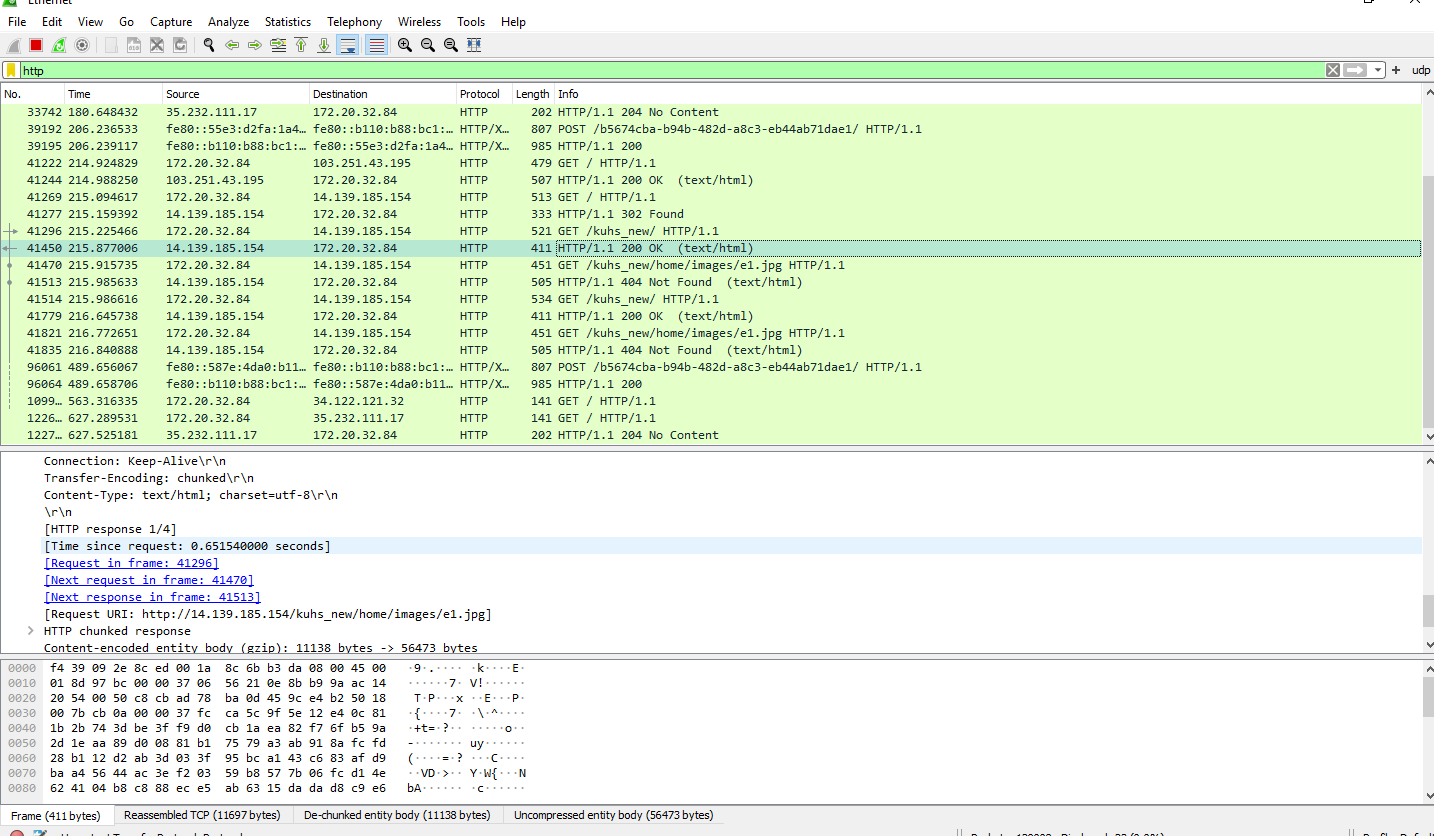 Ethernet
File Edit View Go Capture Analyze Statistics Telephony Wireless Tools Help
http udp
No. Time Source Destination Protocol Length Info
33742 180.648432 35.232.111.17 172.20.32.84 HTTP 202 HTTP/1.1 204 No Content
39192 206.236533 fe80::55e3:d2fa:1a4… fe80::b110:b88:bc1:… HTTP/X… 807 POST /b5674cba-b94b-482d-a8c3-eb44ab71dae1/ HTTP/1.1
39195 206.239117 fe80::b110:b88:bc1:… fe80::55e3:d2fa:1a4… HTTP/X… 985 HTTP/1.1 200
41222 214.924829 172.20.32.84 103.251.43.195 HTTP 479 GET / HTTP/1.1
41244 214.988250 103.251.43.195 172.20.32.84 HTTP 507 HTTP/1.1 200 OK (text/html)
41269 215.094617 172.20.32.84 14.139.185.154 HTTP 513 GET / HTTP/1.1
41277 215.159392 14.139.185.154 172.20.32.84 HTTP 333 HTTP/1.1 302 Found
41296 215.225466 172.20.32.84 14.139.185.154 HTTP 521 GET /kuhs_new/ HTTP/1.1
41450 215.877006 14.139.185.154 172.20.32.84 HTTP 411 HTTP/1.1 200 OK (text/html)
41470 215.915735 172.20.32.84 14.139.185.154 HTTP 451 GET /kuhs_new/home/images/e1.jpg HTTP/1.1
41513 215.985633 14.139.185.154 172.20.32.84 HTTP 505 HTTP/1.1 404 Not Found (text/html)
41514 215.986616 172.20.32.84 14.139.185.154 HTTP 534 GET /kuhs_new/ HTTP/1.1
41779 216.645738 14.139.185.154 172.20.32.84 HTTP 411 HTTP/1.1 200 OK (text/html)
41821 216.772651 172.20.32.84 14.139.185.154 HTTP 451 GET /kuhs_new/home/images/e1.jpg HTTP/1.1
41835 216.840888 14.139.185.154 172.20.32.84 HTTP 505 HTTP/1.1 404 Not Found (text/html)
96061 489.656067 fe80::587e:4da0:b11… fe80::b110:b88:bc1:… HTTP/X… 807 POST /b5674cba-b94b-482d-a8c3-eb44ab71dae1/ HTTP/1.1
96064 489.658706 fe80::b110:b88:bc1:… fe80::587e:4da0:b11… HTTP/X… 985 HTTP/1.1 200
1099… 563.316335 172.20.32.84 34.122.121.32 HTTP 141 GET / HTTP/1.1
1226… 627.289531 172.20.32.84 35.232.111.17 HTTP 141 GET / HTTP/1.1
1227… 627.525181 35.232.111.17 172.20.32.84 HTTP 202 HTTP/1.1 204 No Content
Connection: Keep-Alive\r\n
Transfer-Encoding: chunked\r\n
Content-Type: text/html; charset=utf-8\r\n
\r\n
[HTTP response 1/4]
[Time since request: 0.651540000 seconds]
[Request in frame: 41296]
[Next request in frame: 41470]
[Next response in frame: 41513]
[Request URI: http://14.139.185.154/kuhs_new/home/images/e1.jpg]
HTTP chunked response
Content-encoded entity body (gzip): 11138 bytes -> 56473 bytes
0000 f4 39 09 2e 8c ed 00 1a 8c 6b b3 da 08 00 45 00 ·9·.···· ·k····E·
0010 01 8d 97 bc 00 00 37 06 56 21 0e 8b b9 9a ac 14 ······7· V!······
0020 20 54 00 50 c8 cb ad 78 ba 0d 45 9c e4 b2 50 18  T·P···x ··E···P·
0030 00 7b cb 0a 00 00 37 fc ca 5c 9f 5e 12 e4 0c 81 ·{····7· ·\·^····
0040 1b 2b 74 3d be 3f f9 d0 cb 1a ea 82 f7 6f b5 9a ·+t=·?·· ·····o··
0050 2d 1e aa 89 d0 08 81 b1 75 79 a3 ab 91 8a fc fd -······· uy······
0060 28 b1 12 d2 ab 3d 03 3f 95 bc a1 43 c6 83 af d9 (····=·? ···C····
0070 ba a4 56 44 ac 3e f2 03 59 b8 57 7b 06 fc d1 4e ··VD·>·· Y·W{···N
0080 62 41 04 b8 c8 88 ec e5 ab 63 15 da da d8 c9 e6 bA······ ·c······
Frame (411 bytes) Reassembled TCP (11697 bytes) De-chunked entity body (11138 bytes) Uncompressed entity body (56473 bytes)